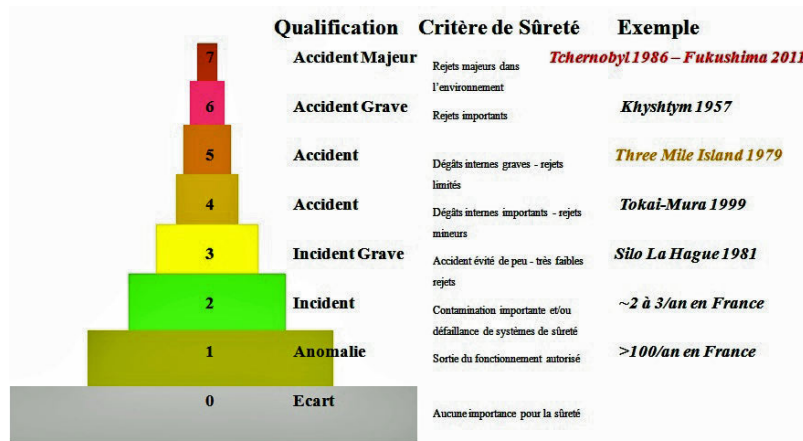 Qualification Critère de Sûreté Exemple
7 Accident Majeur Rejets majeurs dans l'environnement Tchernobyl 1986 – Fukushima 2011
6 Accident Grave Rejets importants Khyshtym 1957
5 Accident Dégâts internes graves - rejets limités Three Mile Island 1979
4 Accident Dégâts internes importants - rejets mineurs Tokai-Mura 1999
3 Incident Grave Accident évité de peu - très faibles rejets Silo La Hague 1981
2 Incident Contamination importante et/ou défaillance de systèmes de sûreté ~2 à 3/an en France
1 Anomalie Sortie du fonctionnement autorisé >100/an en France
0 Ecart Aucune importance pour la sûreté